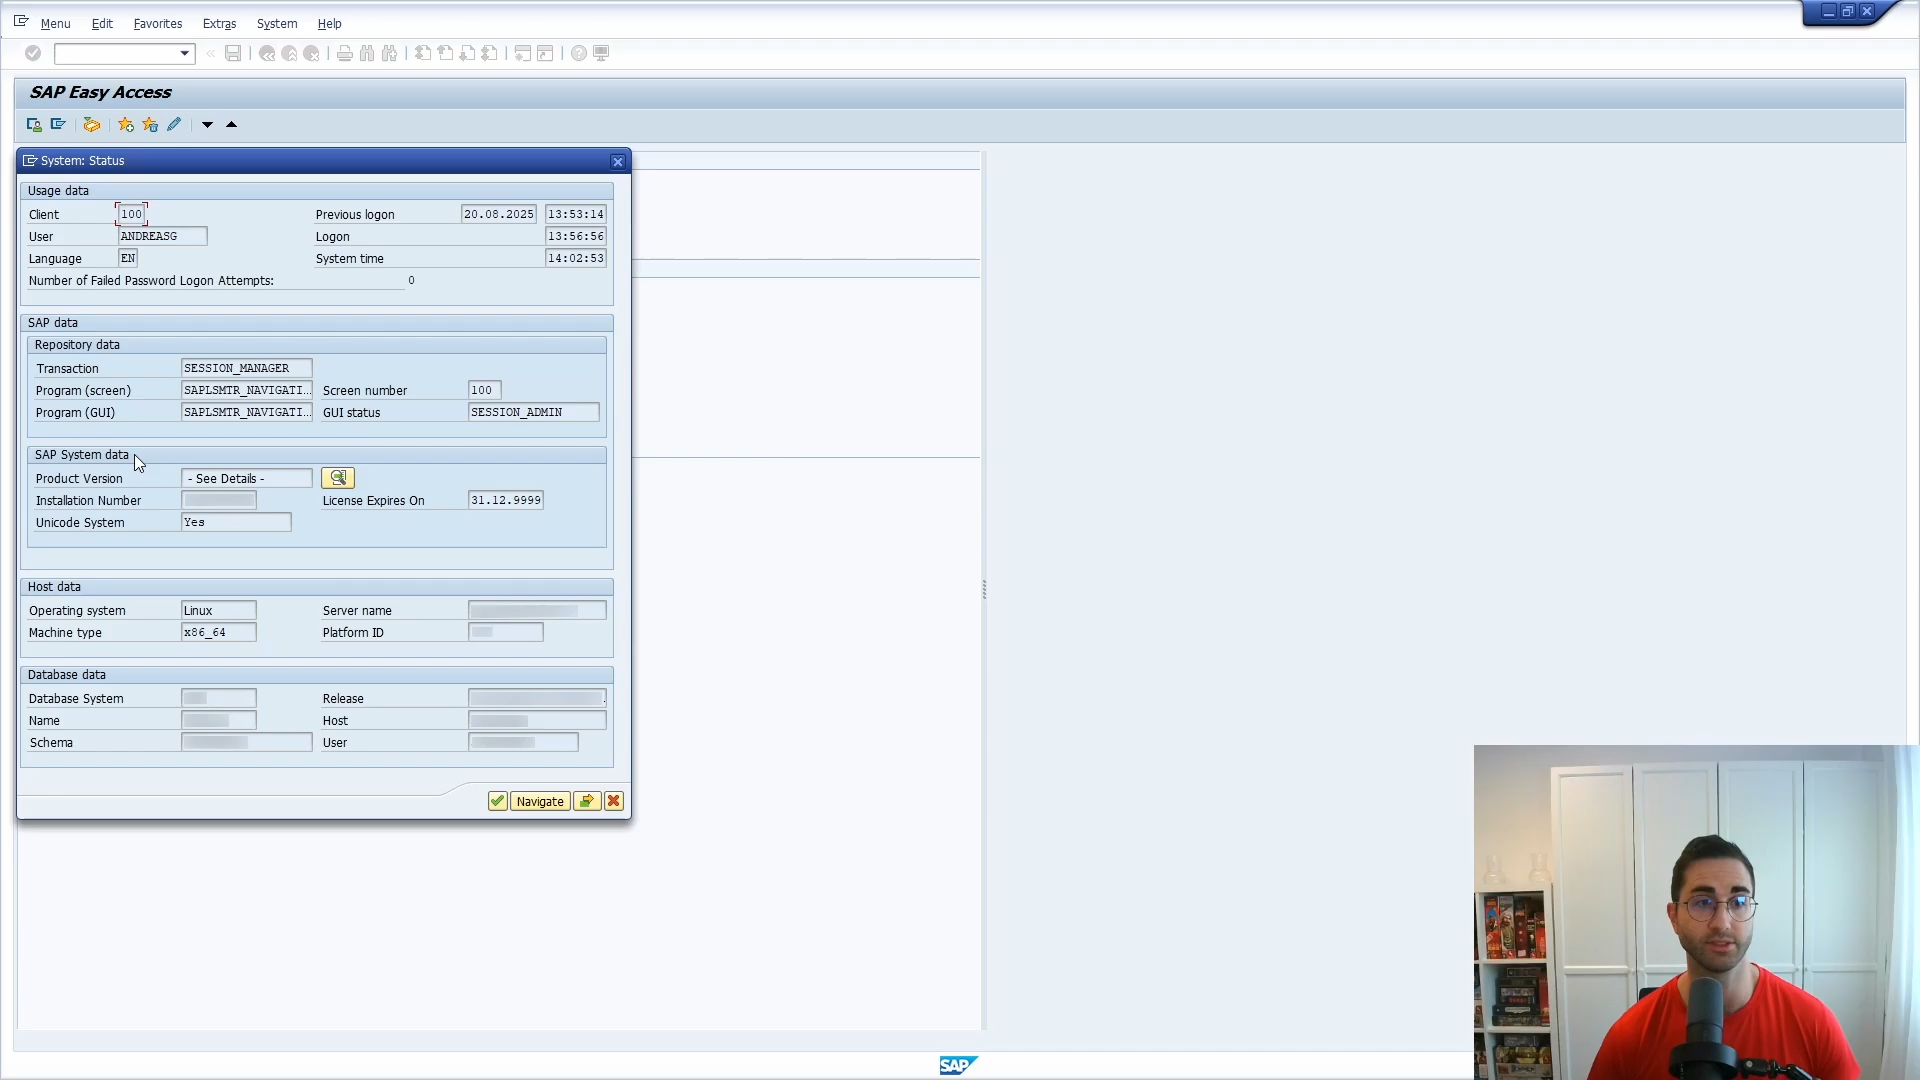 Menu Edit Favorites Extras System Help
SAP Easy Access
System: Status
Usage data
Client 100 Previous logon 20.08.2025 13:53:14
User ANDREASG Logon 13:56:56
Language EN System time 14:02:53
Number of Failed Password Logon Attempts: 0
SAP data
Repository data
Transaction SESSION_MANAGER
Program (screen) SAPLSMTR_NAVIGATI... Screen number 100
Program (GUI) SAPLSMTR_NAVIGATI... GUI status SESSION_ADMIN
SAP System data
Product Version - See Details -
Installation Number License Expires On 31.12.9999
Unicode System Yes
Host data
Operating system Linux Server name
Machine type x86_64 Platform ID
Database data
Database System Release
Name Host
Schema User
Navigate
SAP